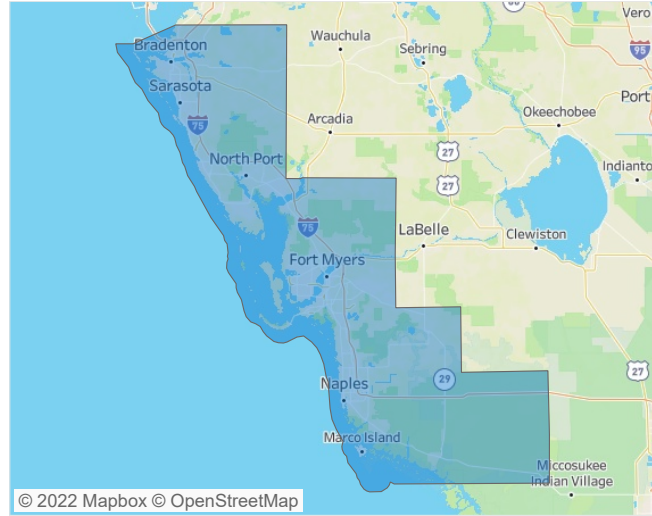 Wauchula
Vero
Bradenton
Sebring
95
Sarasota
Port
Okeechobee
Arcadia
75
27
North Port
Indianto
27
75
LaBelle
Clewiston
Fort Myers
27
29
Naples
Marco Island
Miccosukee
Indian Village
© 2022 Mapbox © OpenStreetMap